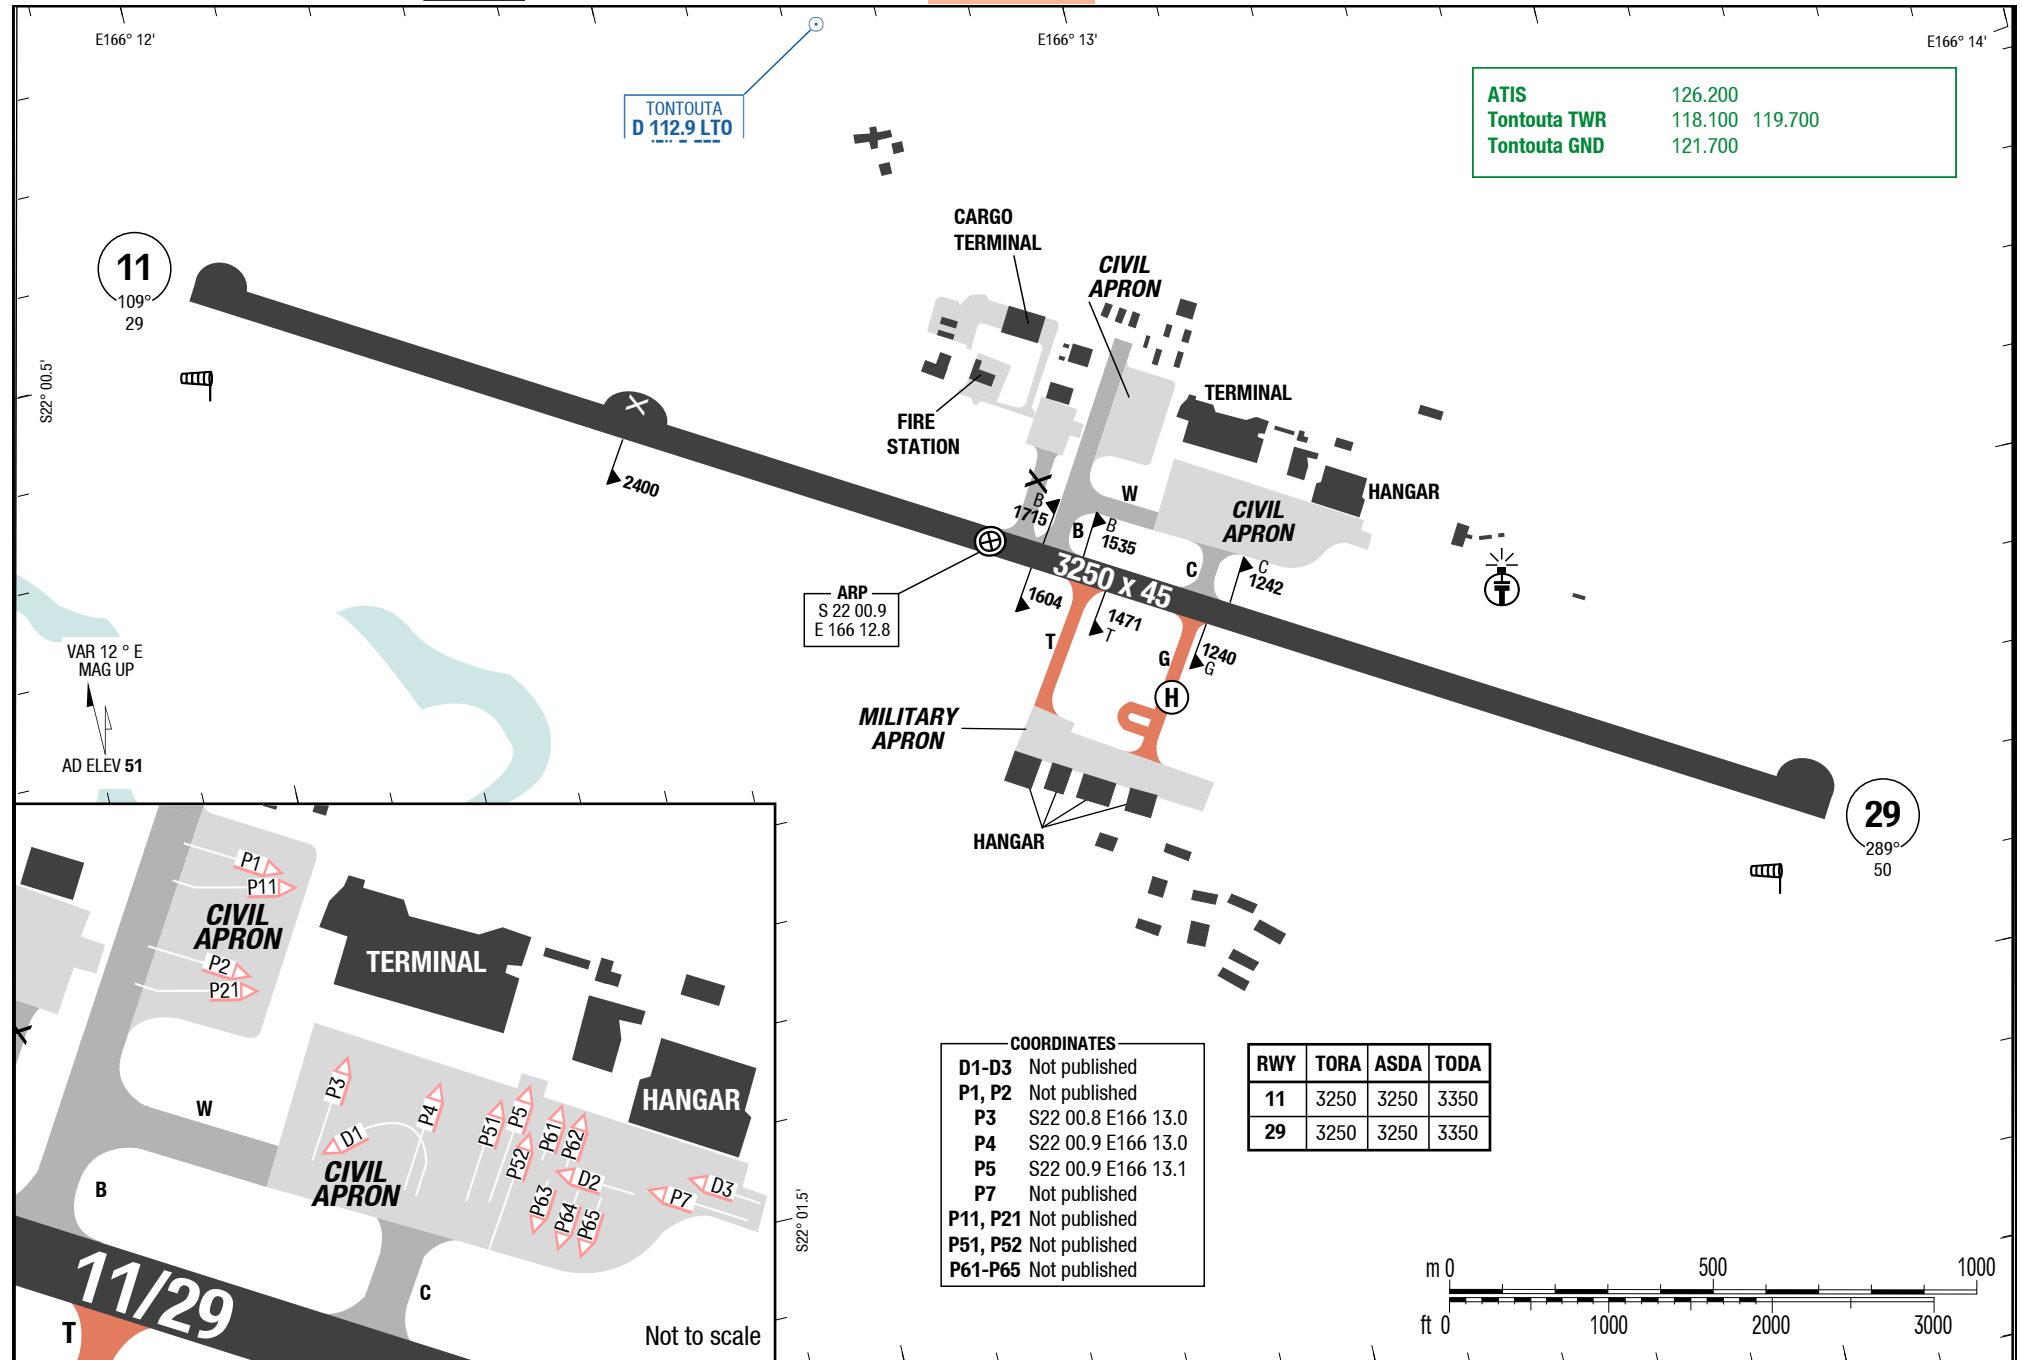 E166° 12'
E166° 13'
E166° 14'
TONTOUTA
D 112.9 LTO
ATIS 126.200
Tontouta TWR 118.100 119.700
Tontouta GND 121.700
11
109°
29
S22° 00.5'
2400
CARGO
TERMINAL
CIVIL
APRON
FIRE
STATION
TERMINAL
HANGAR
X
X
B
1715
B
B
1535
W
CIVIL
APRON
C
C
1242
3250 x 45
ARP
S 22 00.9
E 166 12.8
1604
T
1471
T
G
1240
G
H
MILITARY
APRON
HANGAR
VAR 12 ° E
MAG UP
AD ELEV 51
29
289°
50
P1
P11
CIVIL
APRON
P2
P21
TERMINAL
HANGAR
X
W
B
P3
D1
P4
P51
P5
P52
P61
P62
P63
P64
P65
D2
P7
D3
CIVIL
APRON
C
11/29
T
Not to scale
S22° 01.5'
COORDINATES
D1-D3 Not published
P1, P2 Not published
P3 S22 00.8 E166 13.0
P4 S22 00.9 E166 13.0
P5 S22 00.9 E166 13.1
P7 Not published
P11, P21 Not published
P51, P52 Not published
P61-P65 Not published
RWY TORA ASDA TODA
11 3250 3250 3350
29 3250 3250 3350
m 0 500 1000
ft 0 1000 2000 3000